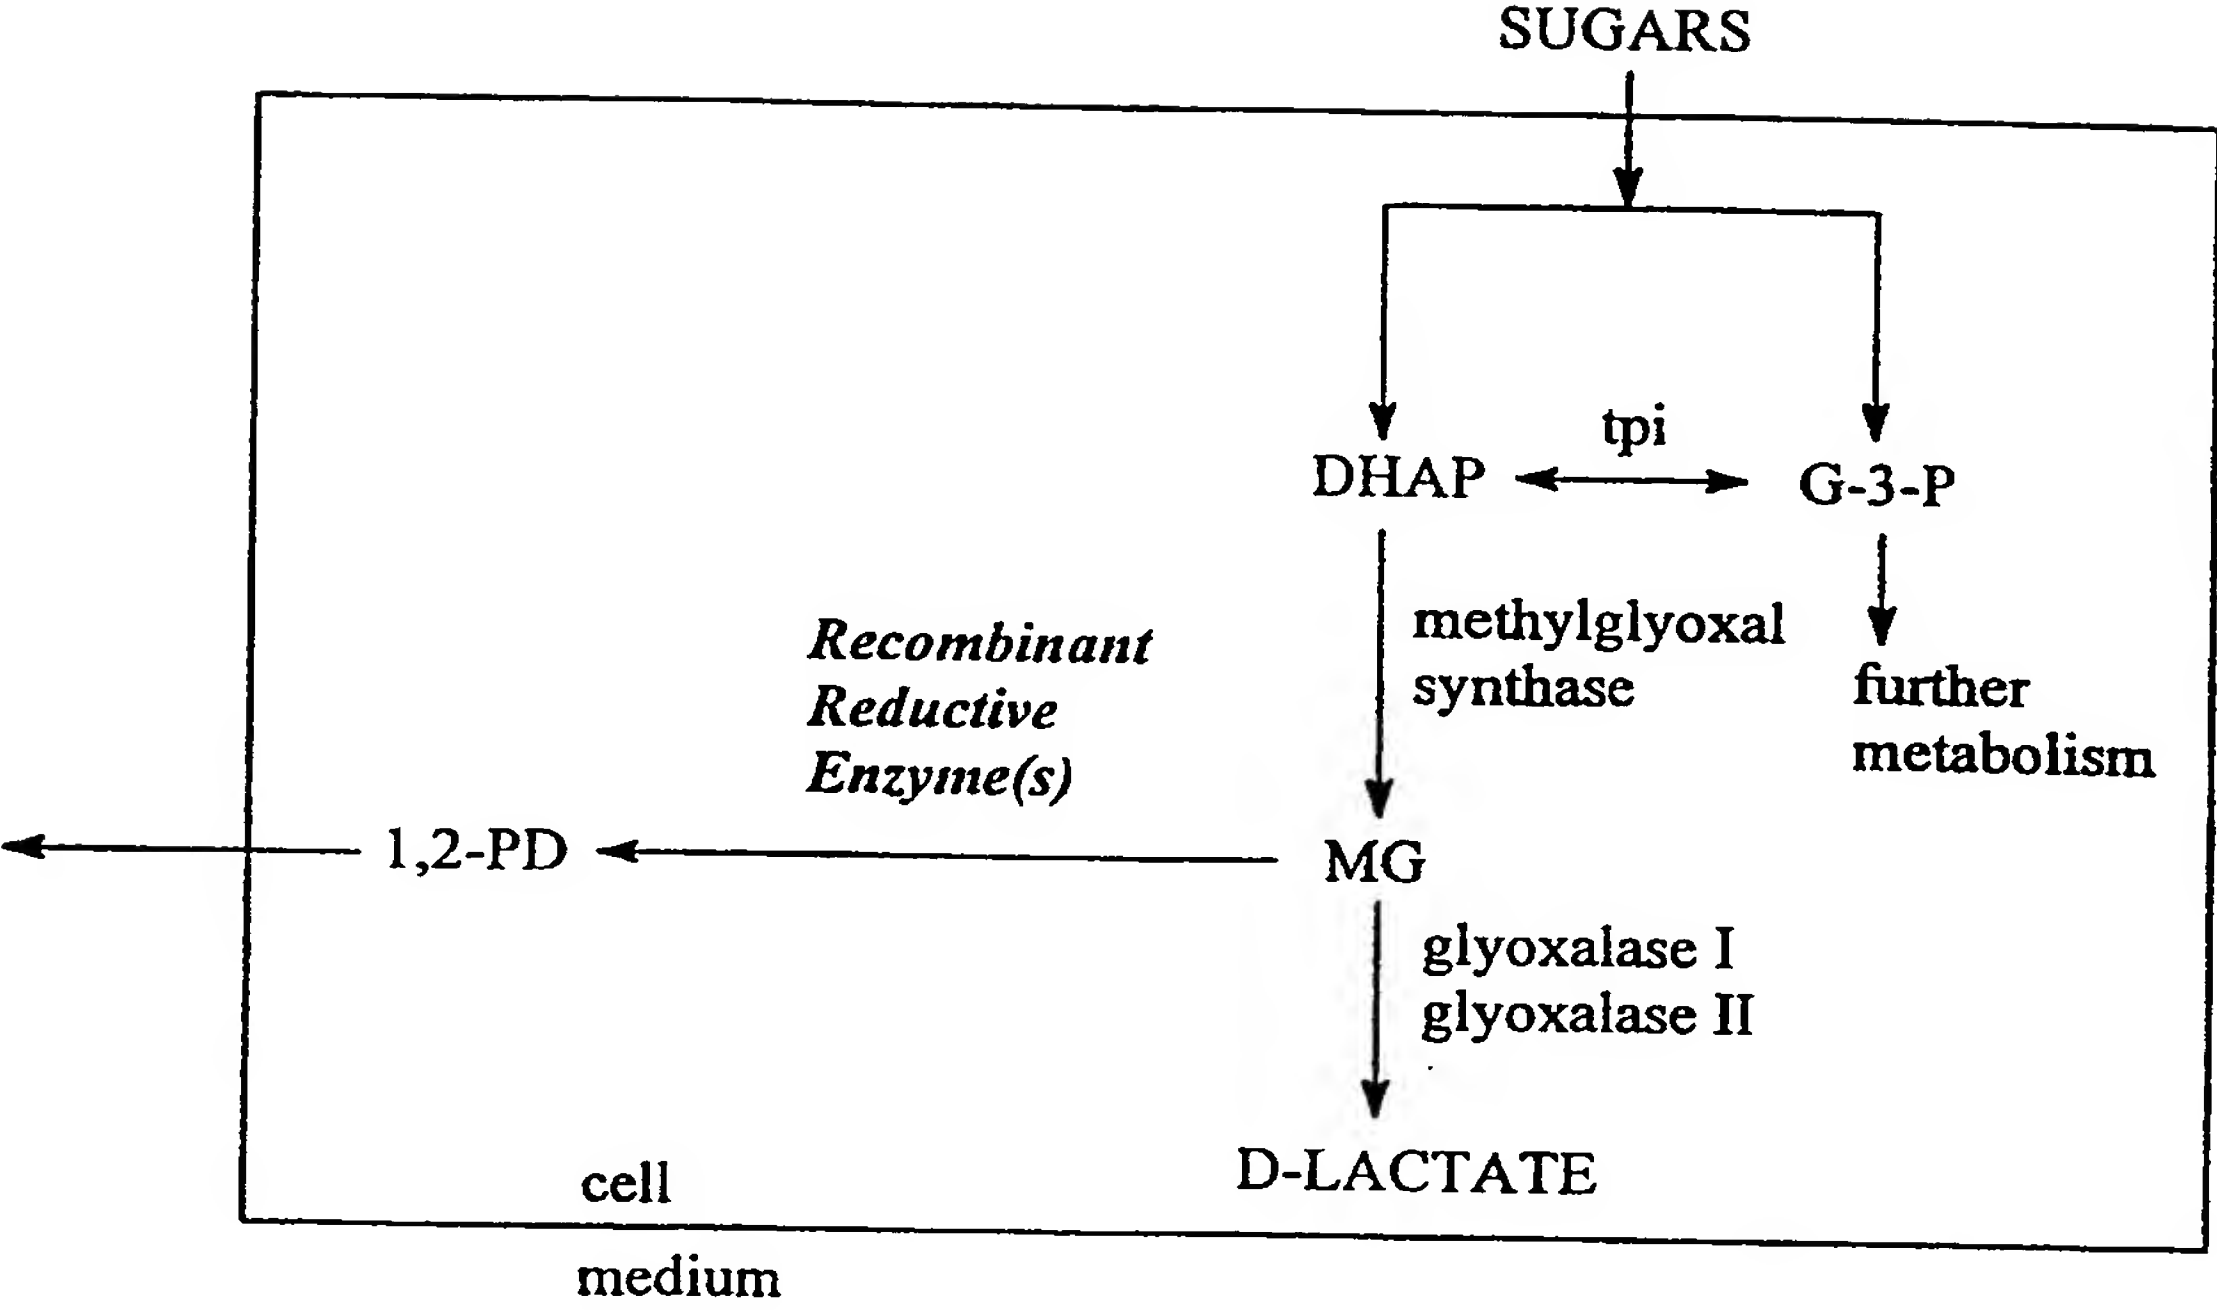 SUGARS
tpi
DHAP
G-3-P
methylglyoxal
synthase
further
metabolism
Recombinant
Reductive
Enzyme(s)
1,2-PD
MG
glyoxalase I
glyoxalase II
D-LACTATE
cell
medium